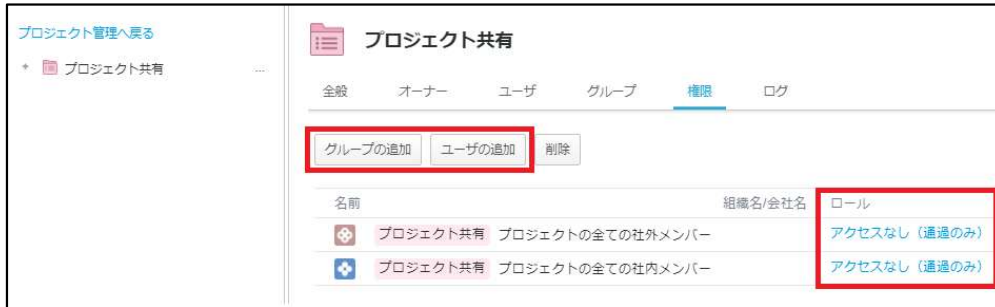 プロジェクト管理へ戻る
プロジェクト共有 ...
プロジェクト共有
全般 オーナー ユーザ グループ 権限 ログ
グループの追加 ユーザの追加 削除
名前 組織名/会社名 ロール
プロジェクト共有 プロジェクトの全ての社外メンバー アクセスなし（通過のみ）
プロジェクト共有 プロジェクトの全ての社内メンバー アクセスなし（通過のみ）